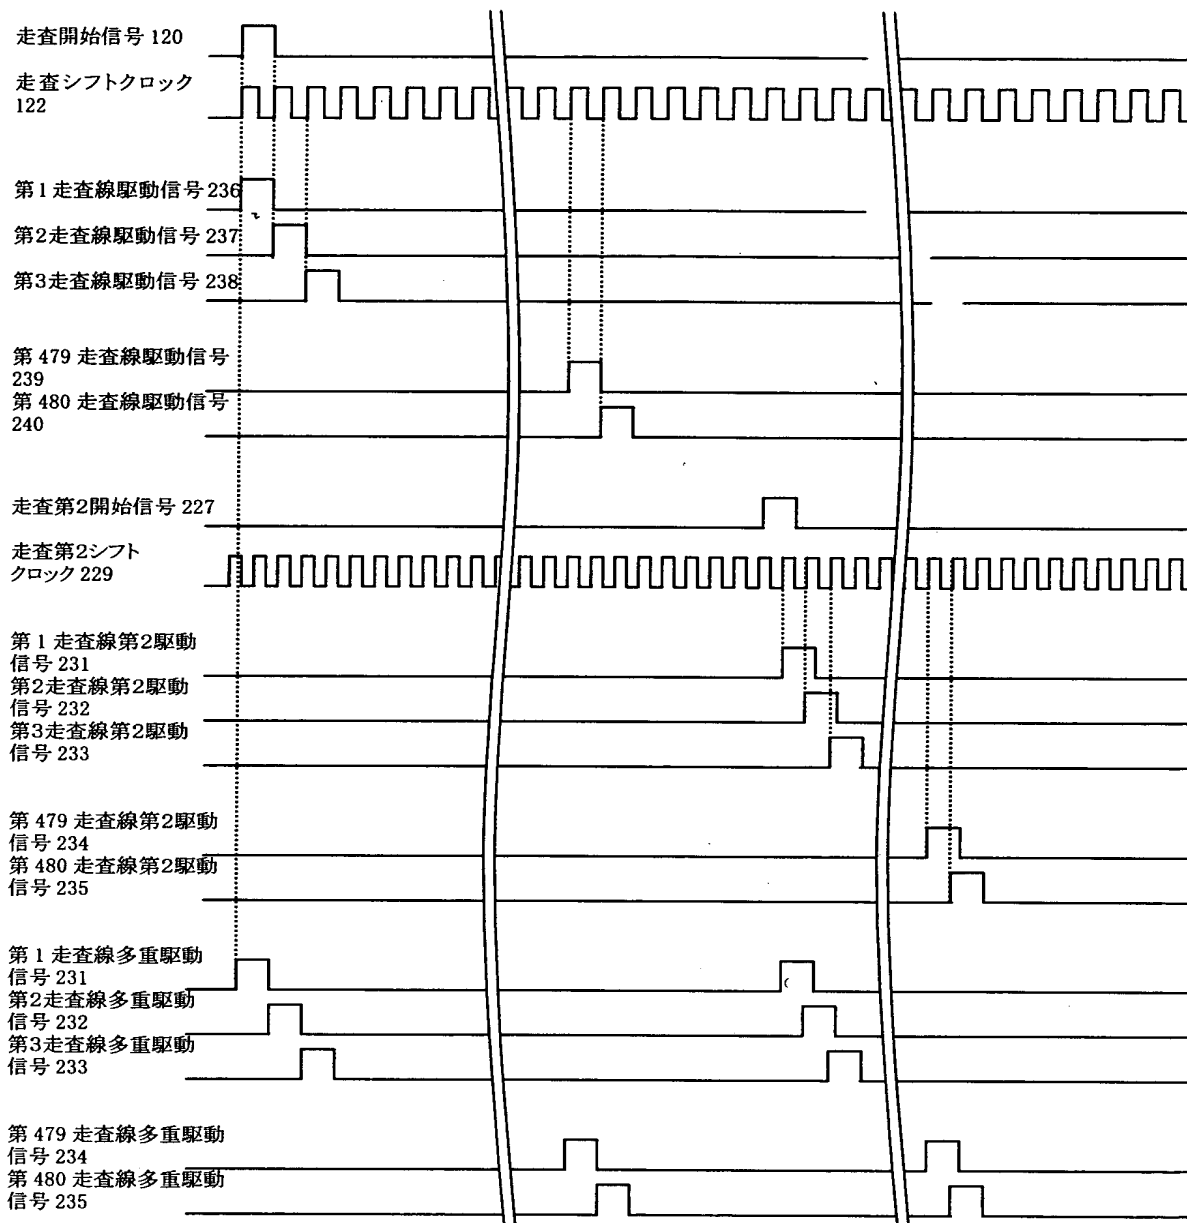 走査開始信号 120
走査シフトクロック
122
第1走査線駆動信号 236
第2走査線駆動信号 237
第3走査線駆動信号 238
第 479 走査線駆動信号
239
第 480 走査線駆動信号
240
走査第2開始信号 227
走査第2シフト
クロック 229
第 1 走査線第2駆動
信号 231
第2走査線第2駆動
信号 232
第3走査線第2駆動
信号 233
第 479 走査線第2駆動
信号 234
第 480 走査線第2駆動
信号 235
第 1 走査線多重駆動
信号 231
第2走査線多重駆動
信号 232
第3走査線多重駆動
信号 233
第 479 走査線多重駆動
信号 234
第 480 走査線多重駆動
信号 235